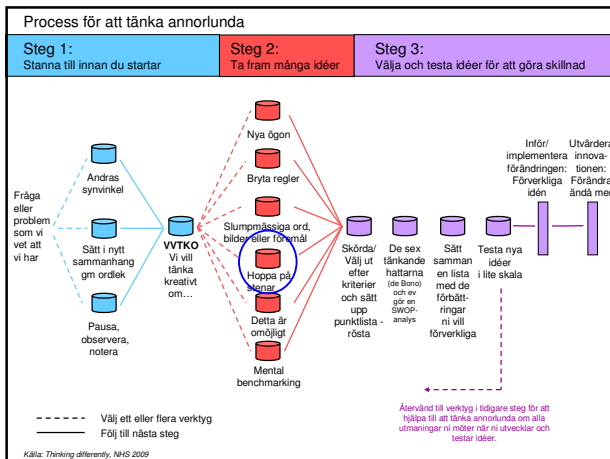 Process för att tänka annorlunda
Steg 1:
Stanna till innan du startar
Steg 2:
Ta fram många idéer
Steg 3:
Välja och testa idéer för att göra skillnad
Fråga
eller
problem
som vi
vet att
vi har
Andras
synvinkel
Sätt i nytt
sammanhang
gm ordlek
Pausa,
observera,
notera
VVTKO
Vi vill
tänka
kreativt
om…
Nya ögon
Bryta regler
Slumpmässiga ord,
bilder eller föremål
Hoppa på
stenar
Detta är
omöjligt
Mental
benchmarking
Skörda/
Välj ut
efter
kriterier
och sätt
upp
punktlista -
rösta
De sex
tänkande
hattarna
(de Bono)
och ev
gör en
SWOP-
analys
Sätt
samman
en lista
med de
förbätt-
ringar
ni vill
förverkliga
Testa nya
idéer
i lite skala
Inför/
implementera
förändringen:
Förverkliga
idén
Utvärdera
innova-
tionen:
Förändra
ändå mer
Välj ett eller flera verktyg
Följ till nästa steg
Återvänd till verktyg i tidigare steg för att
hjälpa till att tänka annorlunda om alla
utmaningar ni möter när ni utvecklar och
testar idéer.
Källa: Thinking differently, NHS 2009